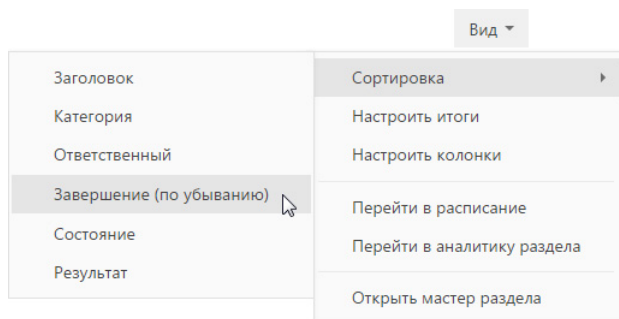 Вид
Сортировка
Настроить итоги
Настроить колонки
Перейти в расписание
Перейти в аналитику раздела
Открыть мастер раздела
Заголовок
Категория
Ответственный
Завершение (по убыванию)
Состояние
Результат